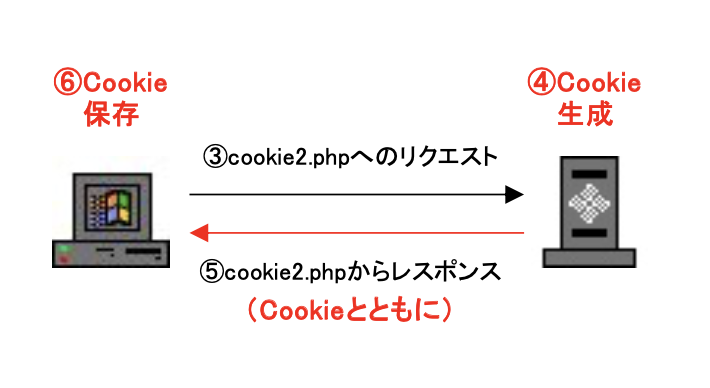 ⑥Cookie
保存
④Cookie
生成
③cookie2.phpへのリクエスト
⑤cookie2.phpからレスポンス
（Cookieとともに）